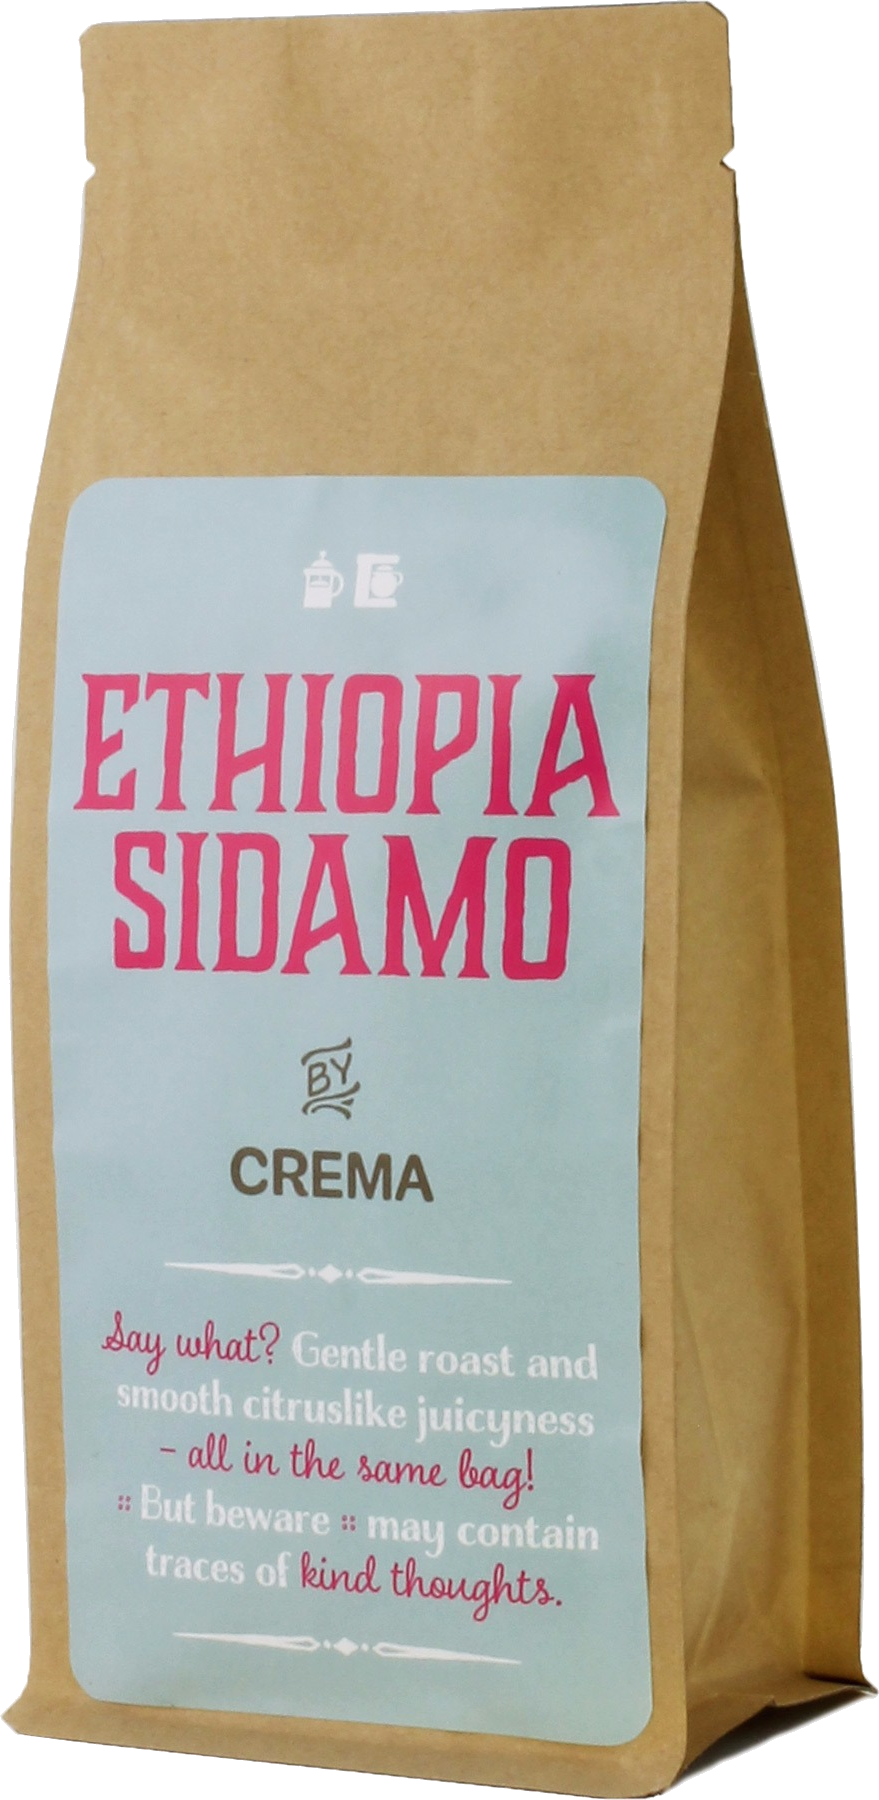 ETHIOPIA
SIDAMO
BY
CREMA
Say what? Gentle roast and
smooth citruslike juicyness
- all in the same bag!
:: But beware :: may contain
traces of kind thoughts.